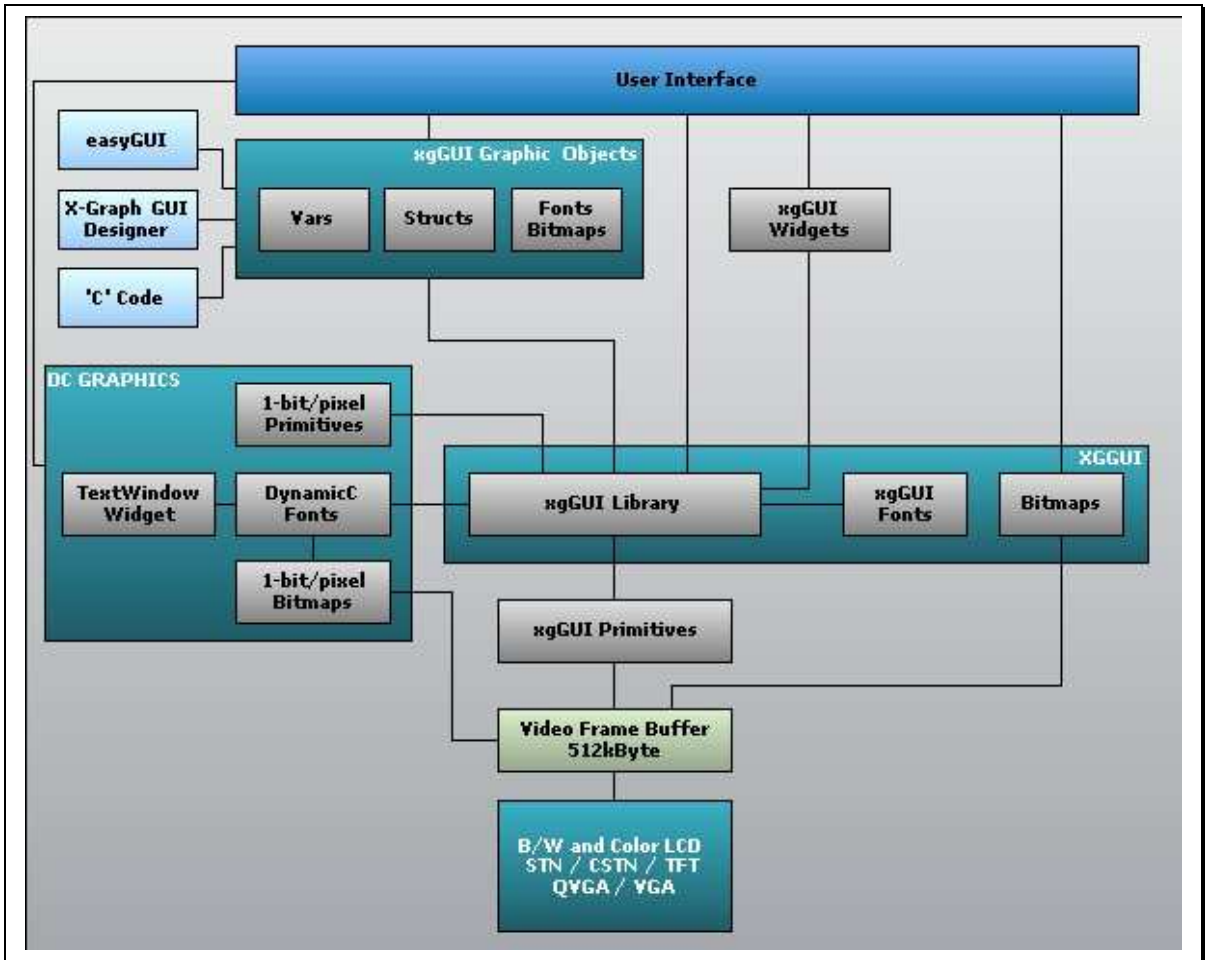 User Interface
easyGUI
X-Graph GUI
Designer
'C' Code
xgGUI Graphic Objects
Vars
Structs
Fonts
Bitmaps
xgGUI
Widgets
DC GRAPHICS
1-bit/pixel
Primitives
TextWindow
Widget
DynamicC
Fonts
1-bit/pixel
Bitmaps
XGGUI
xgGUI Library
xgGUI
Fonts
Bitmaps
xgGUI Primitives
Video Frame Buffer
512kByte
B/W and Color LCD
STN / CSTN / TFT
QVGA / VGA